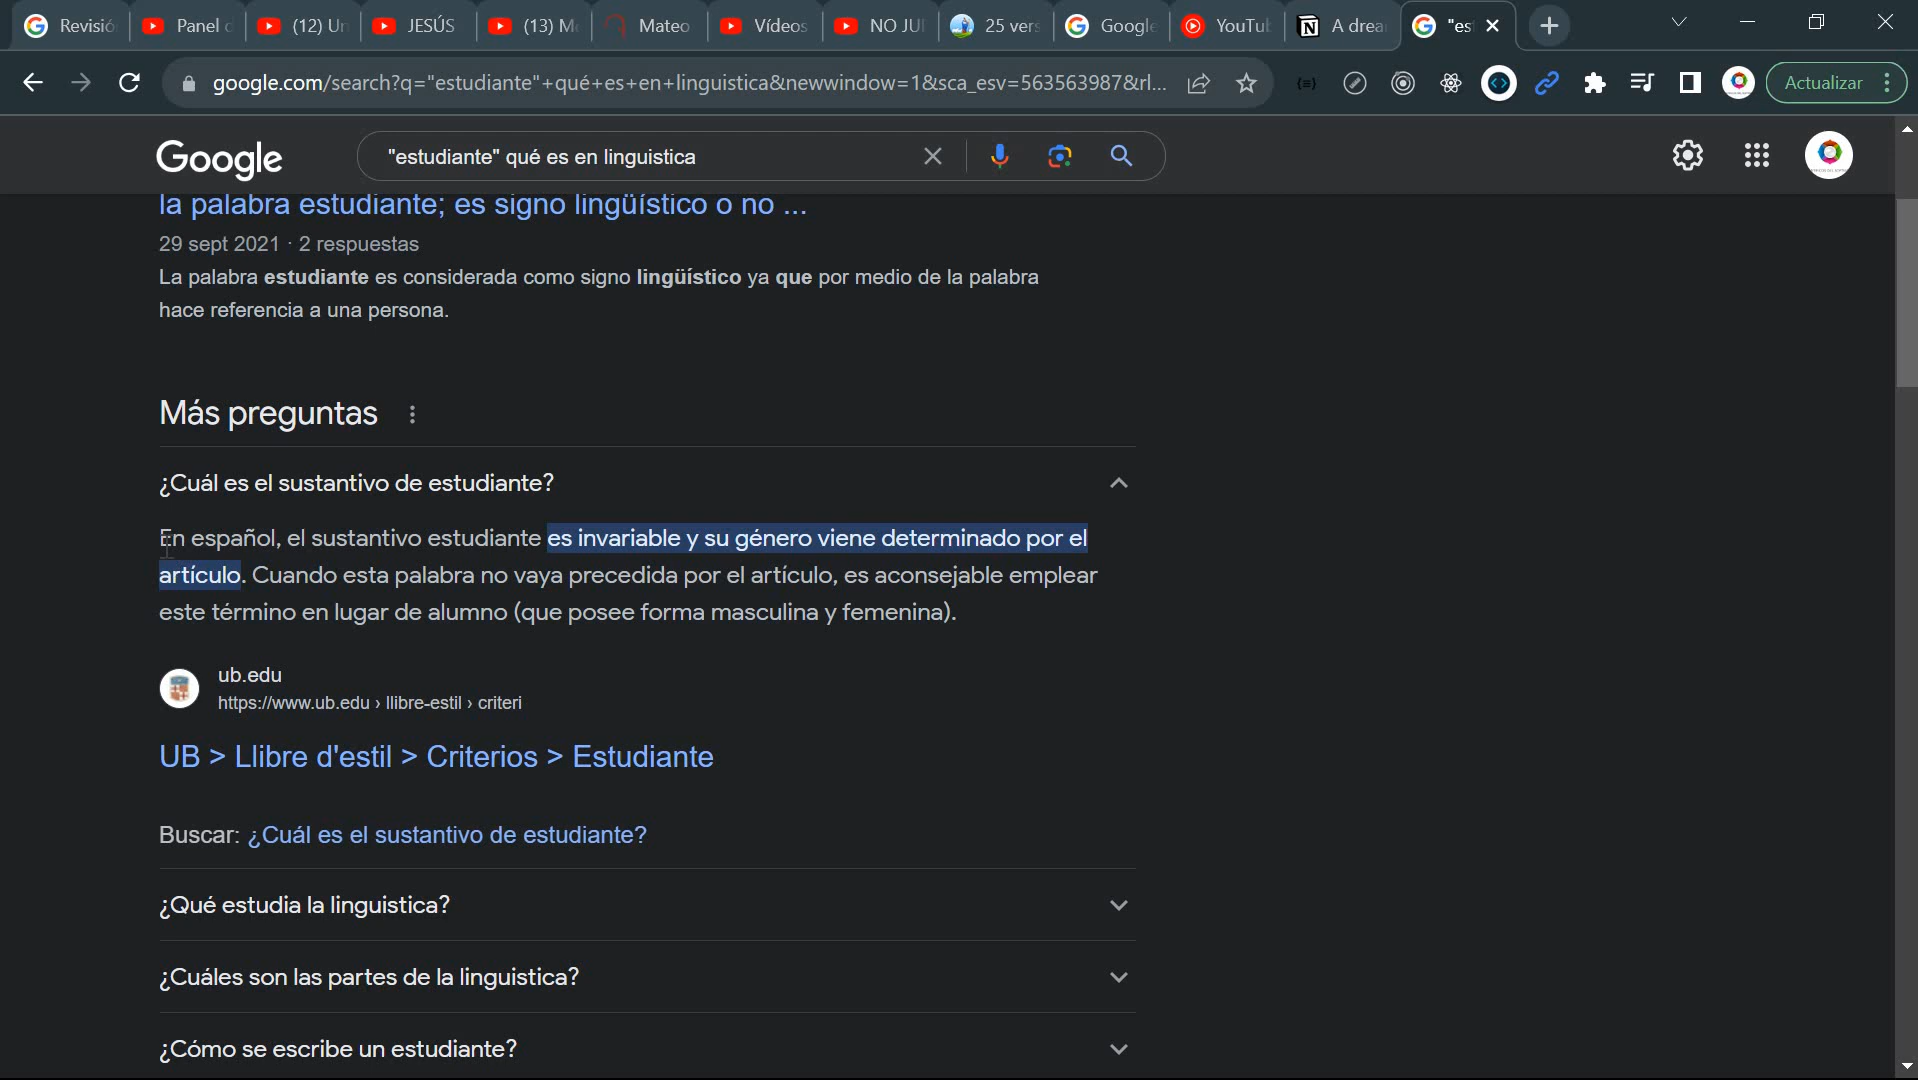 Revisió
Panel d
(12) Un
JESÚS
(13) Me
Mateo
Vídeos
NO JU
25 vers
Google
YouTu
A drea
"es
google.com/search?q="estudiante"+qué+es+en+linguistica&newwindow=1&sca_esv=563563987&rl...
Actualizar
Google
"estudiante" qué es en linguistica
la palabra estudiante; es signo lingüístico o no ...
29 sept 2021 · 2 respuestas
La palabra estudiante es considerada como signo lingüístico ya que por medio de la palabra
hace referencia a una persona.
Más preguntas
¿Cuál es el sustantivo de estudiante?
En español, el sustantivo estudiante es invariable y su género viene determinado por el
artículo. Cuando esta palabra no vaya precedida por el artículo, es aconsejable emplear
este término en lugar de alumno (que posee forma masculina y femenina).
ub.edu
https://www.ub.edu › llibre-estil › criteri
UB > Llibre d'estil > Criterios > Estudiante
Buscar: ¿Cuál es el sustantivo de estudiante?
¿Qué estudia la linguistica?
¿Cuáles son las partes de la linguistica?
¿Cómo se escribe un estudiante?